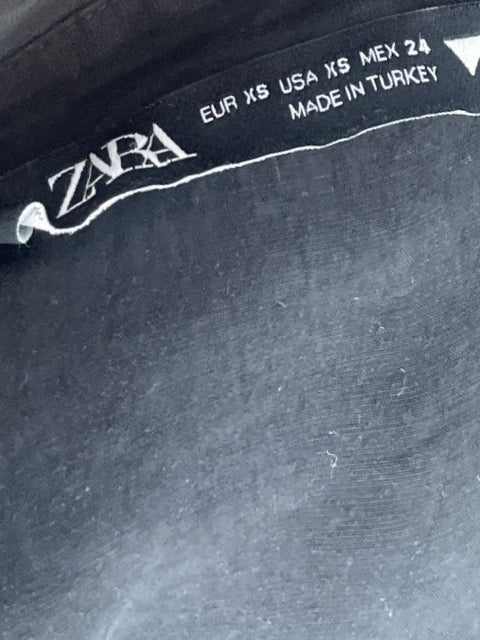 ZARA
EUR XS USA XS MEX 24
MADE IN TURKEY